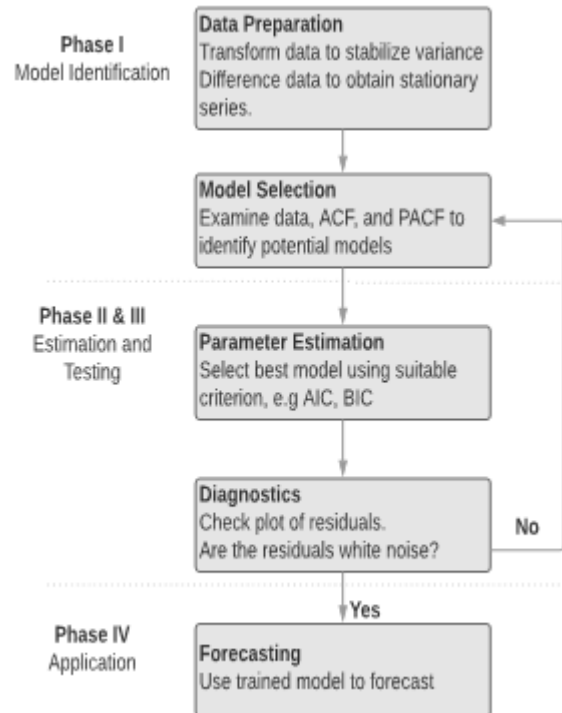 Phase I
Model Identification
Data Preparation
Transform data to stabilize variance
Difference data to obtain stationary
series.
Model Selection
Examine data, ACF, and PACF to
identify potential models
Phase II & III
Estimation and
Testing
Parameter Estimation
Select best model using suitable
criterion, e.g AIC, BIC
Diagnostics
Check plot of residuals.
Are the residuals white noise?
No
Yes
Phase IV
Application
Forecasting
Use trained model to forecast